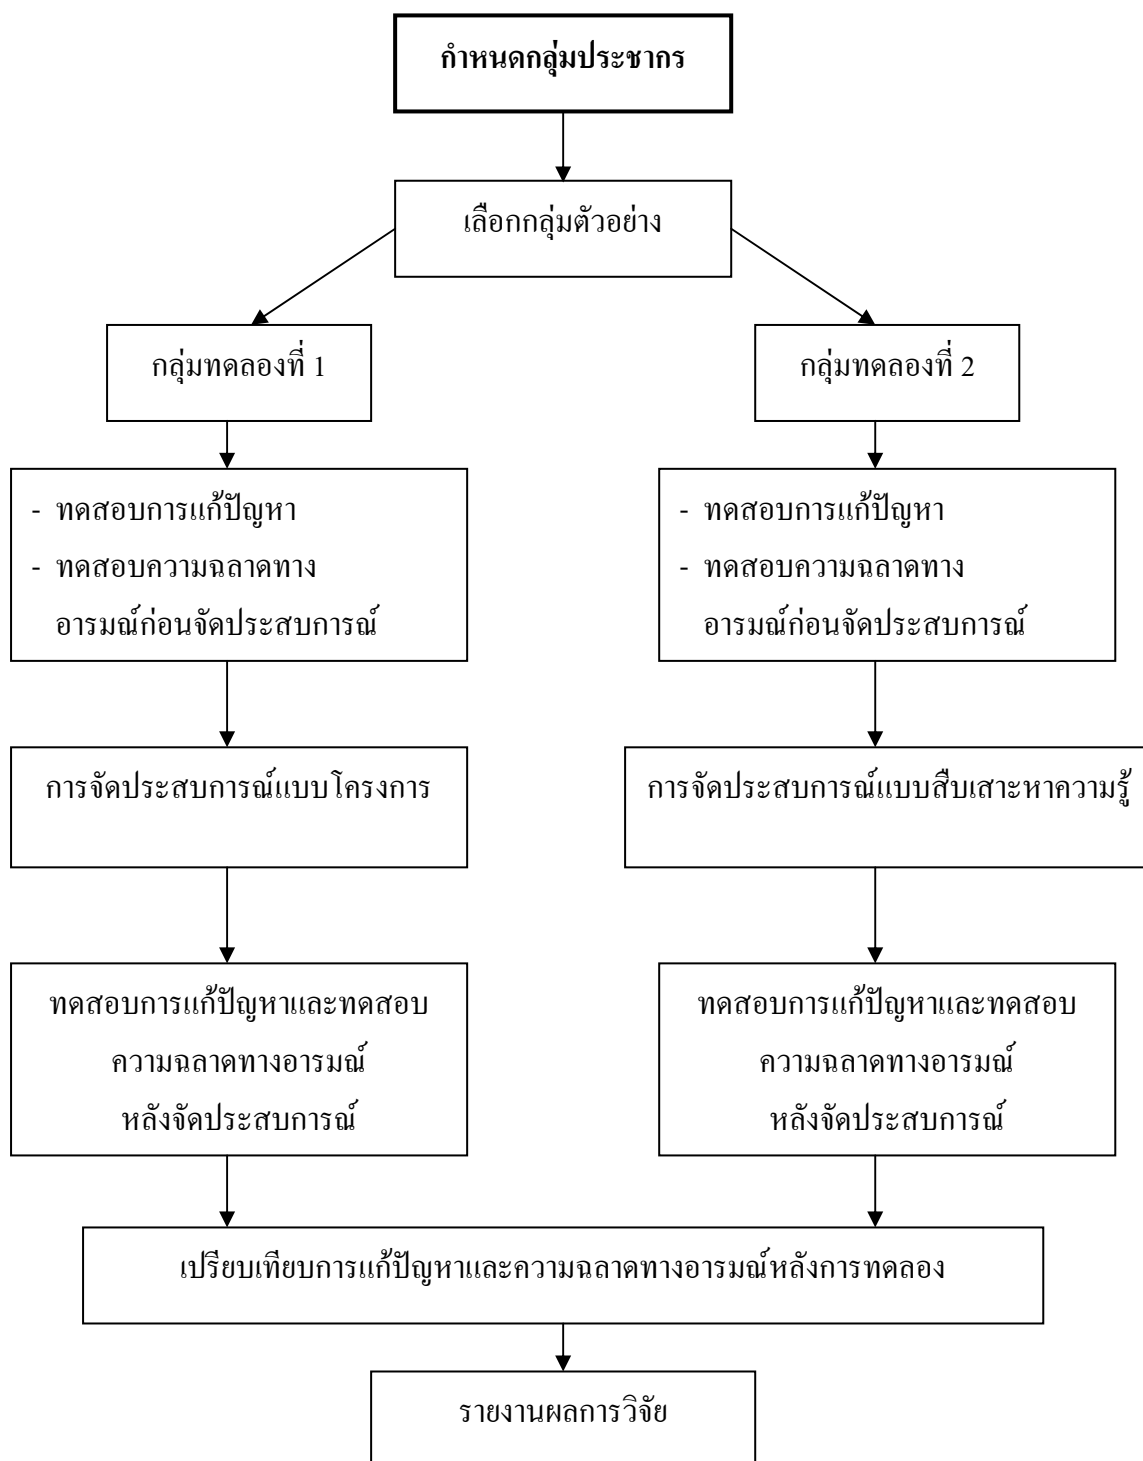 กำหนดกลุ่มประชากร
เลือกกลุ่มตัวอย่าง
กลุ่มทดลองที่ 1
กลุ่มทดลองที่ 2
- ทดสอบการแก้ปัญหา
- ทดสอบความฉลาดทาง
อารมณ์ก่อนจัดประสบการณ์
- ทดสอบการแก้ปัญหา
- ทดสอบความฉลาดทาง
อารมณ์ก่อนจัดประสบการณ์
การจัดประสบการณ์แบบโครงการ
การจัดประสบการณ์แบบสืบเสาะหาความรู้
ทดสอบการแก้ปัญหาและทดสอบ
ความฉลาดทางอารมณ์
หลังจัดประสบการณ์
ทดสอบการแก้ปัญหาและทดสอบ
ความฉลาดทางอารมณ์
หลังจัดประสบการณ์
เปรียบเทียบการแก้ปัญหาและความฉลาดทางอารมณ์หลังการทดลอง
รายงานผลการวิจัย